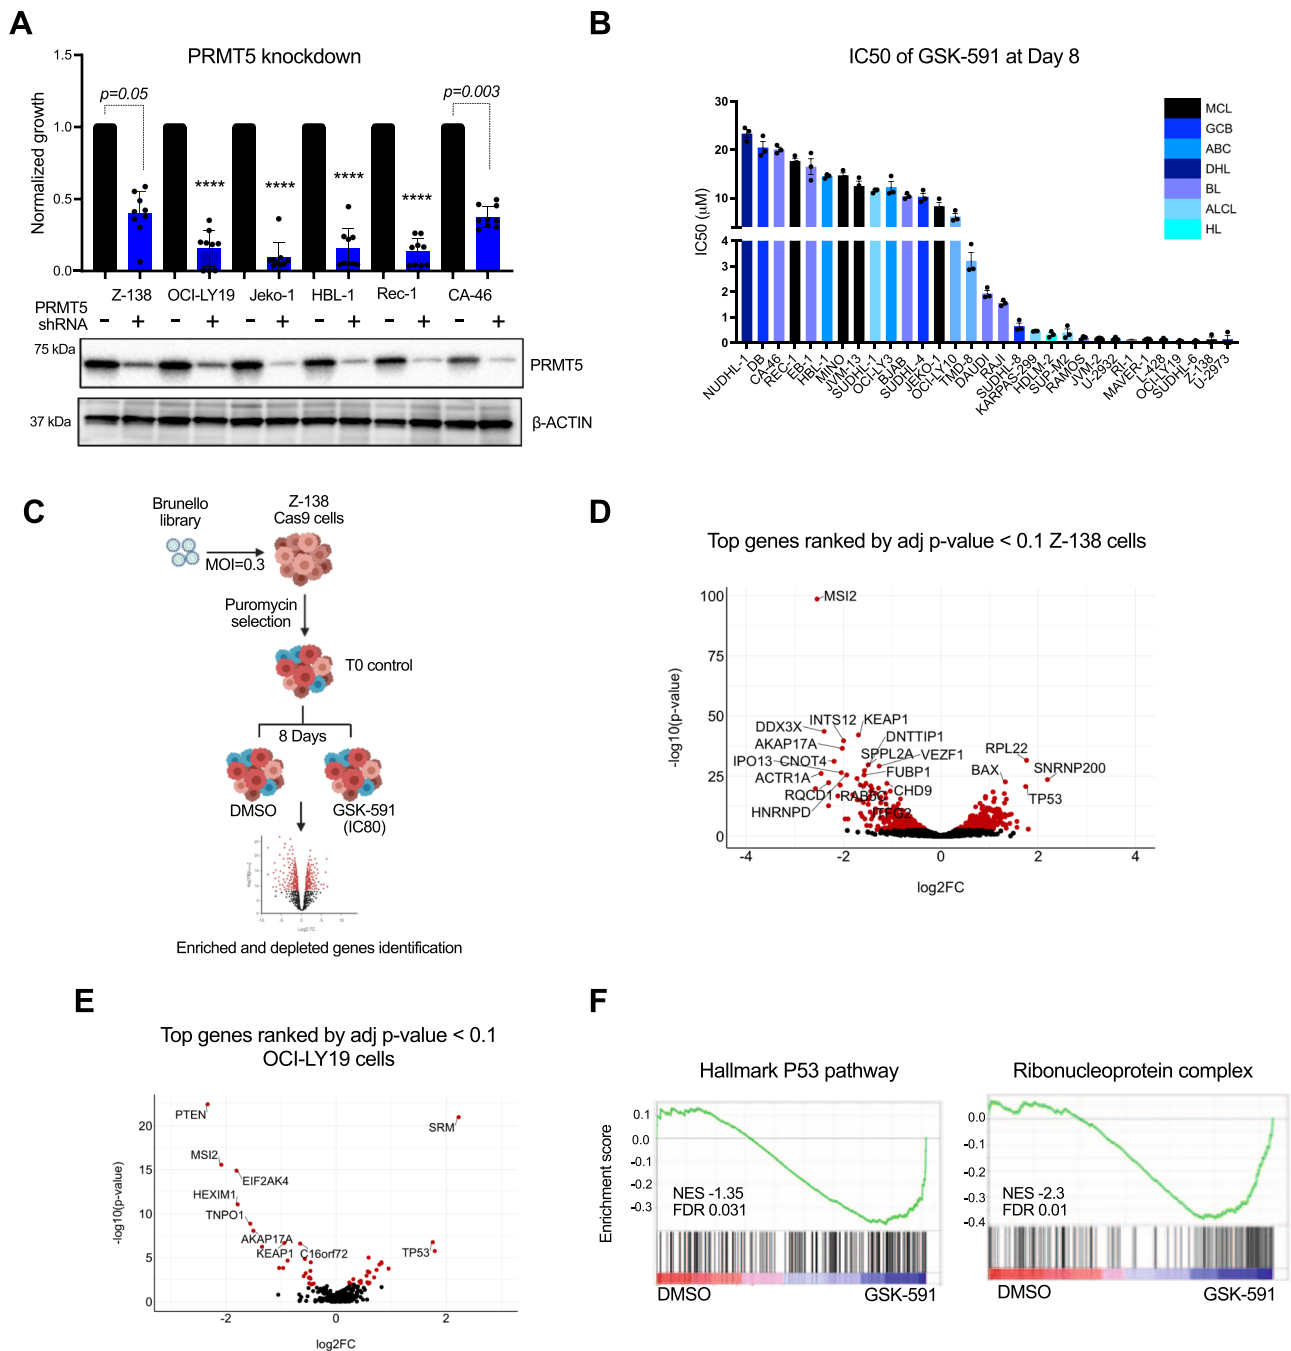 A
PRMT5 knockdown
Normalized growth
1.5
1.0
0.5
0.0
p=0.05
****
****
****
****
p=0.003
Z-138
OCI-LY19
Jeko-1
HBL-1
Rec-1
CA-46
PRMT5
shRNA
− + − + − + − + − + − +
75 kDa
PRMT5
37 kDa
β-ACTIN
B
IC50 of GSK-591 at Day 8
IC50 (μM)
30
20
10
4
3
2
1
0
MCL
GCB
ABC
DHL
BL
ALCL
HL
NUDHL-1
DB
CA-46
REC-1
EB-1
HBL-1
MINO
JVM-13
SUDHL-1
OCI-LY3
BJAB
SUDHL-4
JEKO-1
OCI-LY10
TMD-8
DAUDI
RAJI
SUDHL-8
KARPAS-299
HDLM-2
SUP-M2
RAMOS
JVM-2
U-2932
RL-1
MAVER-1
L-428
OCI-LY19
SUDHL-6
Z-138
U-2973
C
Brunello
library
MOI=0.3
Z-138
Cas9 cells
Puromycin
selection
T0 control
8 Days
DMSO
GSK-591
(IC80)
Enriched and depleted genes identification
D
Top genes ranked by adj p-value < 0.1 Z-138 cells
-log10(p-value)
100
75
50
25
0
MSI2
DDX3X
INTS12
KEAP1
AKAP17A
DNTTIP1
SPPL2A
VEZF1
IPO13
CNOT4
ACTR1A
FUBP1
RQCD1
RAB5C
CHD9
HNRNPD
TFG2
RPL22
BAX
SNRNP200
TP53
-4
-2
0
2
4
log2FC
E
Top genes ranked by adj p-value < 0.1
OCI-LY19 cells
-log10(p-value)
20
15
10
5
0
PTEN
SRM
MSI2
EIF2AK4
HEXIM1
TNPO1
AKAP17A
KEAP1
C16orf72
TP53
-2
0
2
log2FC
F
Hallmark P53 pathway
Enrichment score
0.1
0.0
-0.1
-0.2
-0.3
NES -1.35
FDR 0.031
DMSO
GSK-591
Ribonucleoprotein complex
0.0
-0.1
-0.2
-0.3
-0.4
NES -2.3
FDR 0.01
DMSO
GSK-591